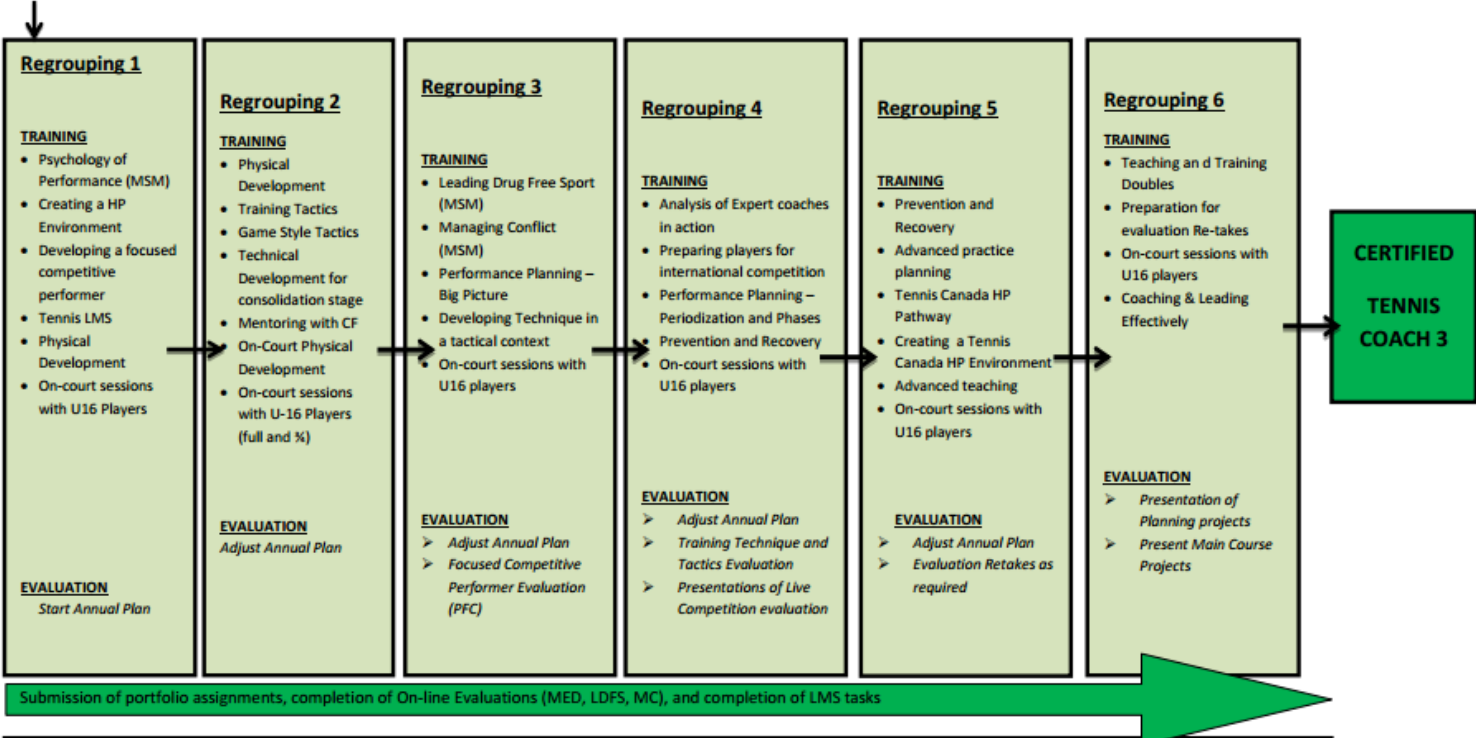 Regrouping 1
TRAINING
• Psychology of
Performance (MSM)
• Creating a HP
Environment
• Developing a focused
competitive
performer
• Tennis LMS
• Physical
Development
• On-court sessions
with U16 Players
EVALUATION
Start Annual Plan
Regrouping 2
TRAINING
• Physical
Development
• Training Tactics
• Game Style Tactics
• Technical
Development for
consolidation stage
• Mentoring with CF
• On-Court Physical
Development
• On-court sessions
with U-16 Players
(full and ¾)
EVALUATION
Adjust Annual Plan
Regrouping 3
TRAINING
• Leading Drug Free Sport
(MSM)
• Managing Conflict
(MSM)
• Performance Planning –
Big Picture
• Developing Technique in
a tactical context
• On-court sessions with
U16 players
EVALUATION
➢ Adjust Annual Plan
➢ Focused Competitive
Performer Evaluation
(PFC)
Regrouping 4
TRAINING
• Analysis of Expert coaches
in action
• Preparing players for
international competition
• Performance Planning –
Periodization and Phases
• Prevention and Recovery
• On-court sessions with
U16 players
EVALUATION
➢ Adjust Annual Plan
➢ Training Technique and
Tactics Evaluation
➢ Presentations of Live
Competition evaluation
Regrouping 5
TRAINING
• Prevention and
Recovery
• Advanced practice
planning
• Tennis Canada HP
Pathway
• Creating a Tennis
Canada HP Environment
• Advanced teaching
• On-court sessions with
U16 players
EVALUATION
➢ Adjust Annual Plan
➢ Evaluation Retakes as
required
Regrouping 6
TRAINING
• Teaching an d Training
Doubles
• Preparation for
evaluation Re-takes
• On-court sessions with
U16 players
• Coaching & Leading
Effectively
EVALUATION
➢ Presentation of
Planning projects
➢ Present Main Course
Projects
CERTIFIED
TENNIS
COACH 3
Submission of portfolio assignments, completion of On-line Evaluations (MED, LDFS, MC), and completion of LMS tasks